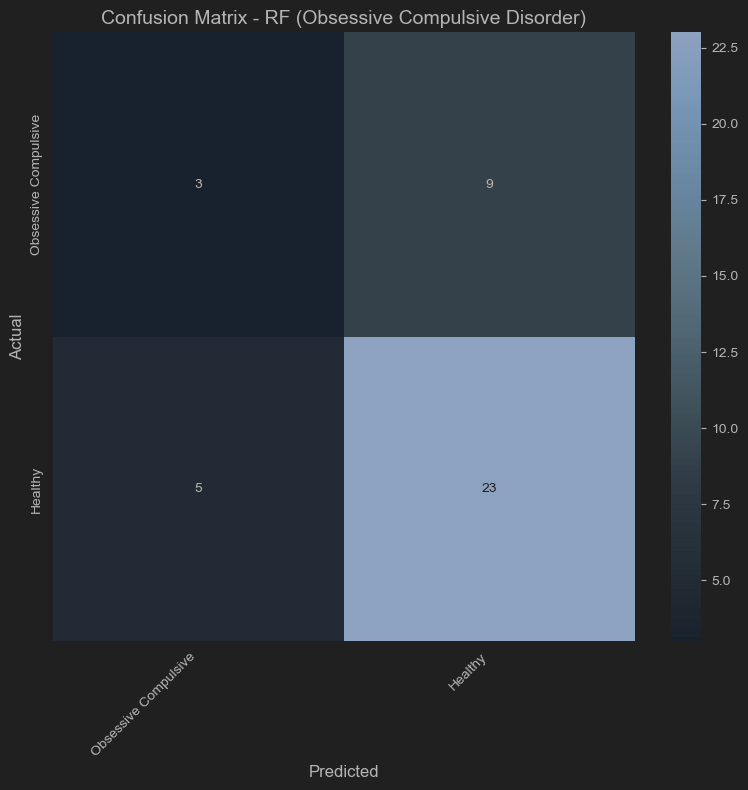 Confusion Matrix - RF (Obsessive Compulsive Disorder)
Actual
Obsessive Compulsive
Healthy
3
9
5
23
Obsessive Compulsive
Healthy
Predicted
22.5
20.0
17.5
15.0
12.5
10.0
7.5
5.0